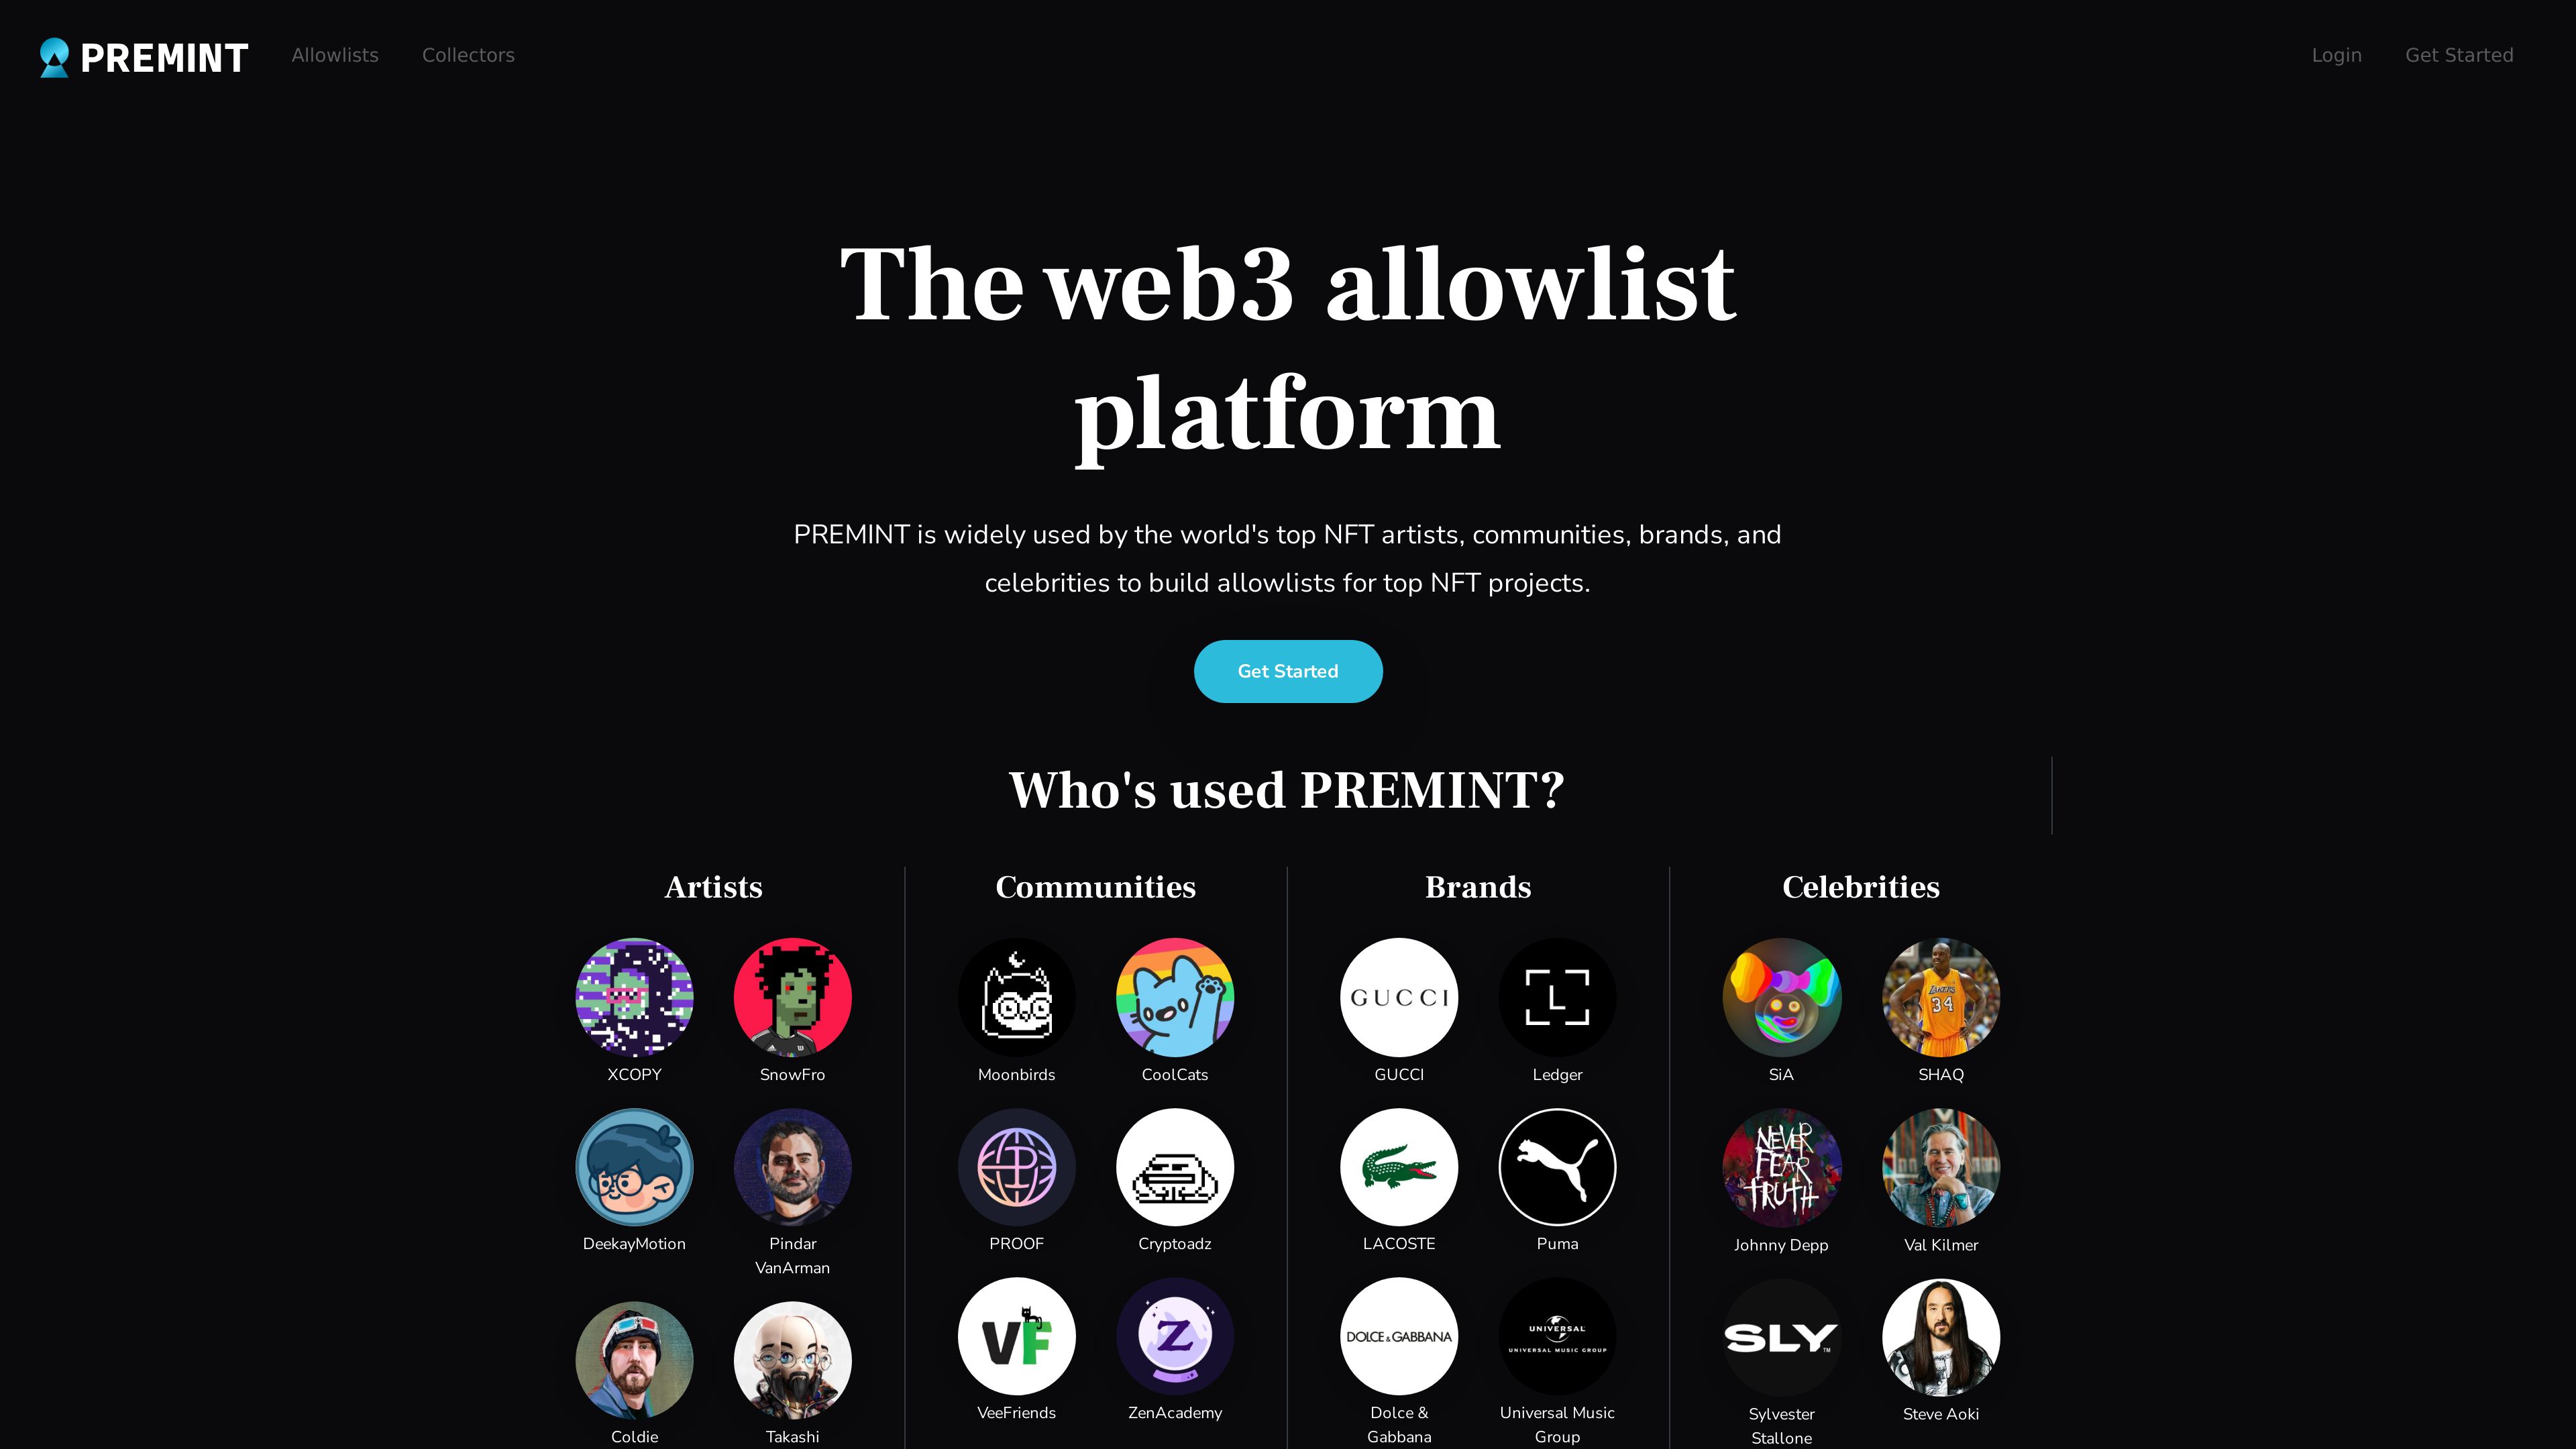 PREMINT
Allowlists
Collectors
Login
Get Started
The web3 allowlist
platform
PREMINT is widely used by the world's top NFT artists, communities, brands, and
celebrities to build allowlists for top NFT projects.
Get Started
Who's used PREMINT?
Artists
XCOPY
SnowFro
DeekayMotion
Pindar
VanArman
Coldie
Takashi
Communities
Moonbirds
CoolCats
PROOF
Cryptoadz
VF
Z
VeeFriends
ZenAcademy
Brands
GUCCI
L
GUCCI
Ledger
LACOSTE
Puma
DOLCE & GABBANA
UNIVERSAL
UNIVERSAL MUSIC GROUP
Dolce &
Gabbana
Universal Music
Group
Celebrities
LAKERS
34
SiA
SHAQ
NEVER
FEAR
TRUTH
Johnny Depp
Val Kilmer
SLY TM
Sylvester
Stallone
Steve Aoki